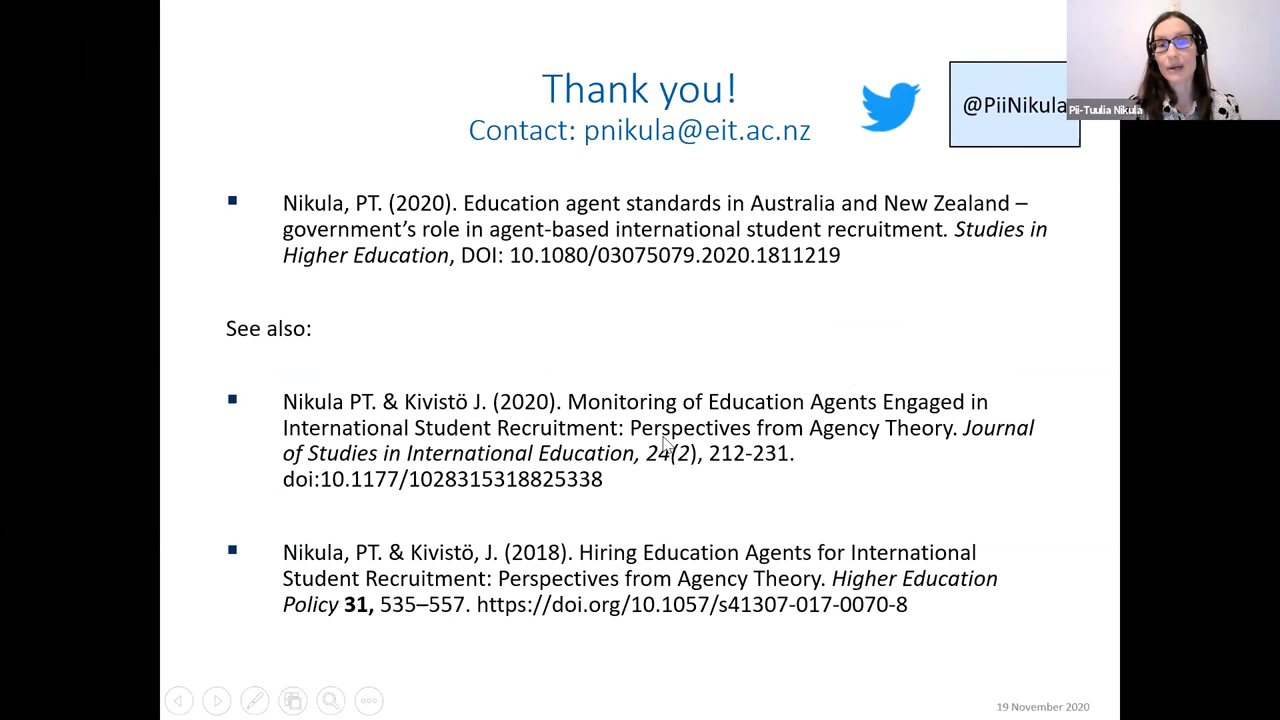 Thank you!
Contact: pnikula@eit.ac.nz
@PiiNikula
Pii-Tuulia Nikula
Nikula, PT. (2020). Education agent standards in Australia and New Zealand –
government’s role in agent-based international student recruitment. Studies in
Higher Education, DOI: 10.1080/03075079.2020.1811219
See also:
Nikula PT. & Kivistö J. (2020). Monitoring of Education Agents Engaged in
International Student Recruitment: Perspectives from Agency Theory. Journal
of Studies in International Education, 24(2), 212-231.
doi:10.1177/1028315318825338
Nikula, PT. & Kivistö, J. (2018). Hiring Education Agents for International
Student Recruitment: Perspectives from Agency Theory. Higher Education
Policy 31, 535–557. https://doi.org/10.1057/s41307-017-0070-8
19 November 2020